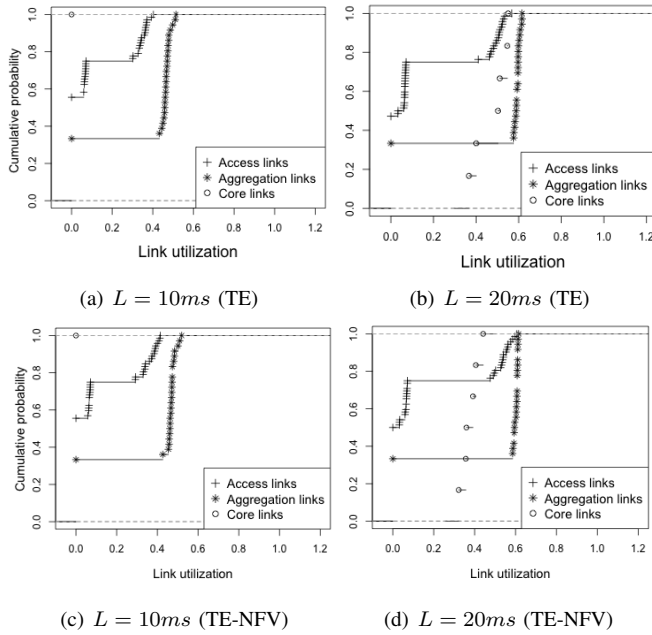 Cumulative probability
0.0 0.2 0.4 0.6 0.8 1.0
Access links
Aggregation links
Core links
0.0 0.2 0.4 0.6 0.8 1.0 1.2
Link utilization
(a) L = 10ms (TE)
Cumulative probability
0.0 0.2 0.4 0.6 0.8 1.0
Access links
Aggregation links
Core links
0.0 0.2 0.4 0.6 0.8 1.0 1.2
Link utilization
(b) L = 20ms (TE)
Cumulative probability
0.0 0.2 0.4 0.6 0.8 1.0
Access links
Aggregation links
Core links
0.0 0.2 0.4 0.6 0.8 1.0 1.2
Link utilization
(c) L = 10ms (TE-NFV)
Cumulative probability
0.0 0.2 0.4 0.6 0.8 1.0
Access links
Aggregation links
Core links
0.0 0.2 0.4 0.6 0.8 1.0 1.2
Link utilization
(d) L = 20ms (TE-NFV)